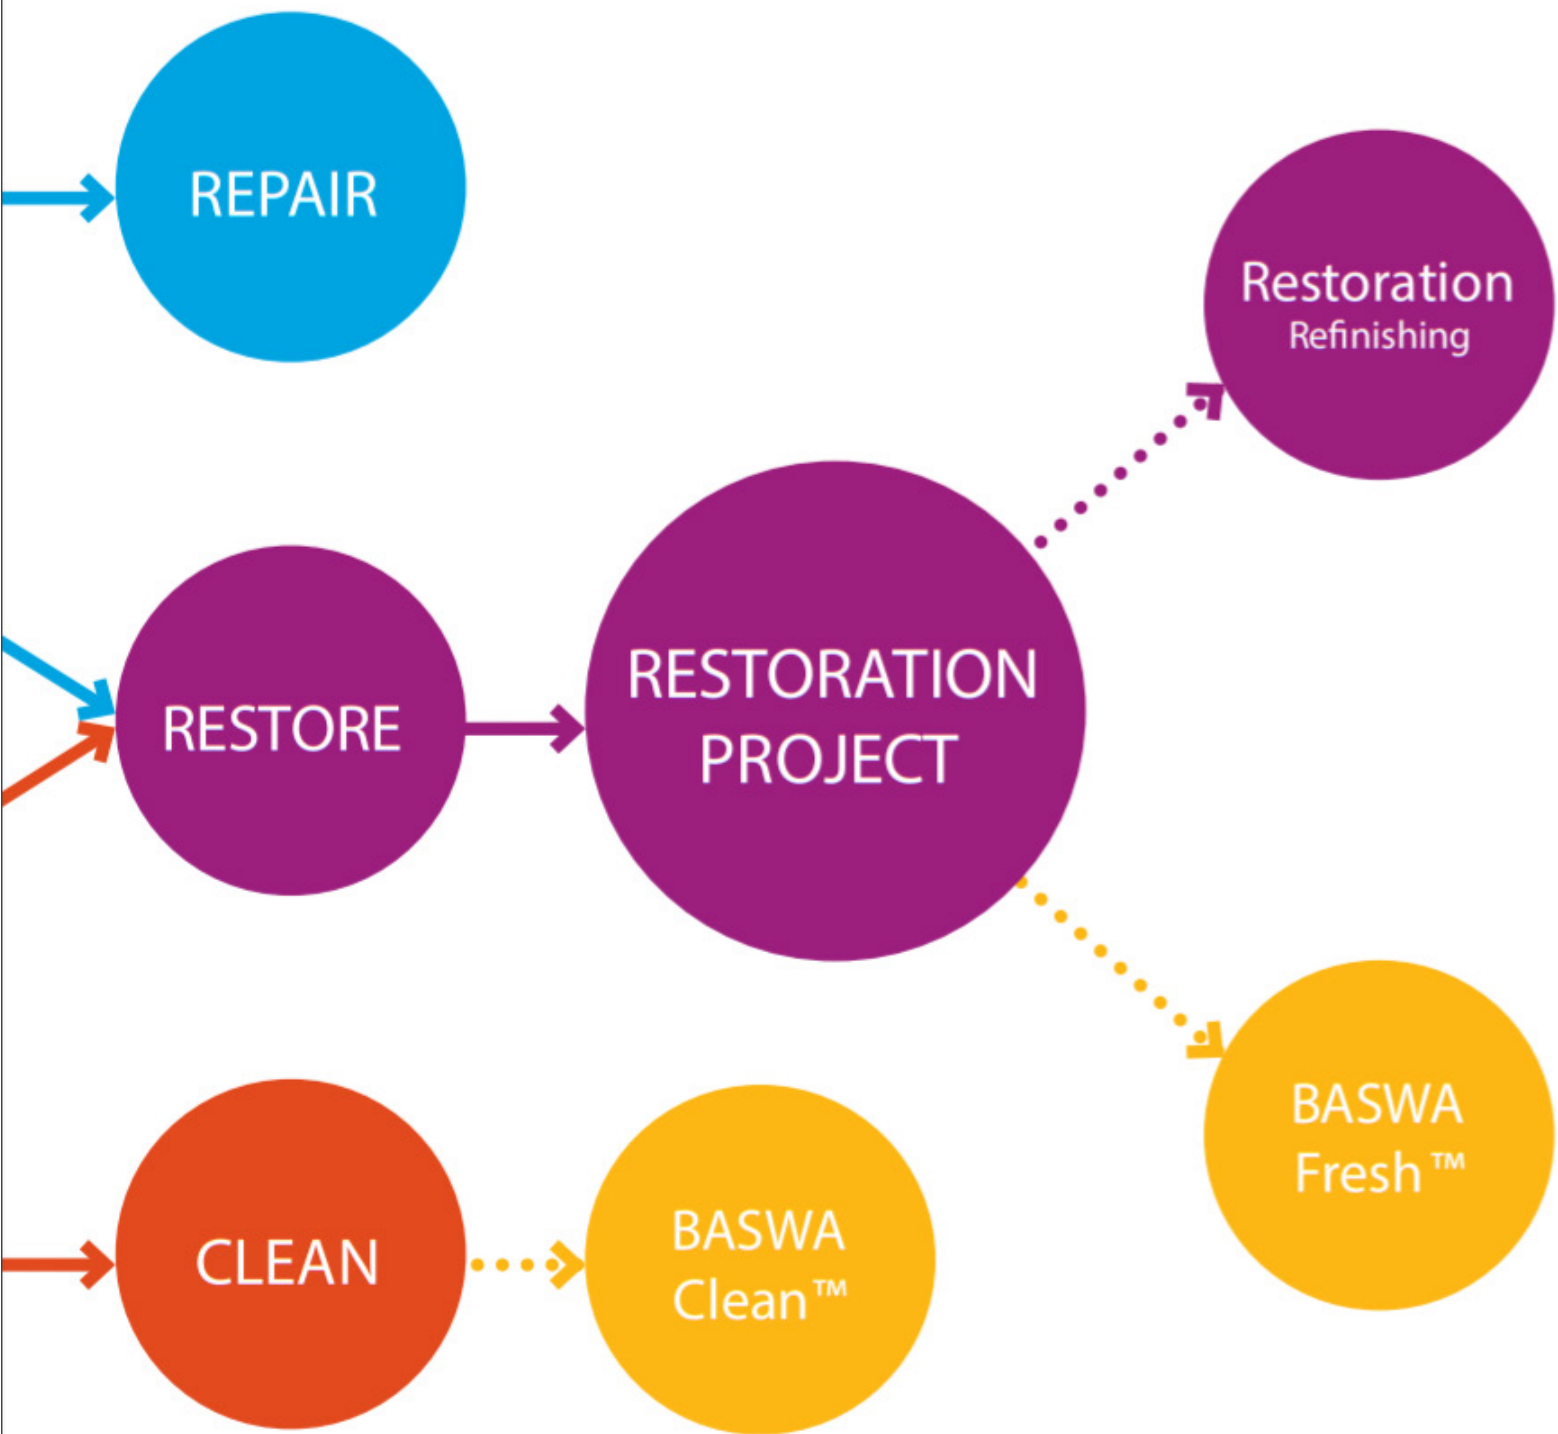 REPAIR
Restoration
Refinishing
RESTORE
RESTORATION
PROJECT
CLEAN
BASWA
Clean™
BASWA
Fresh™